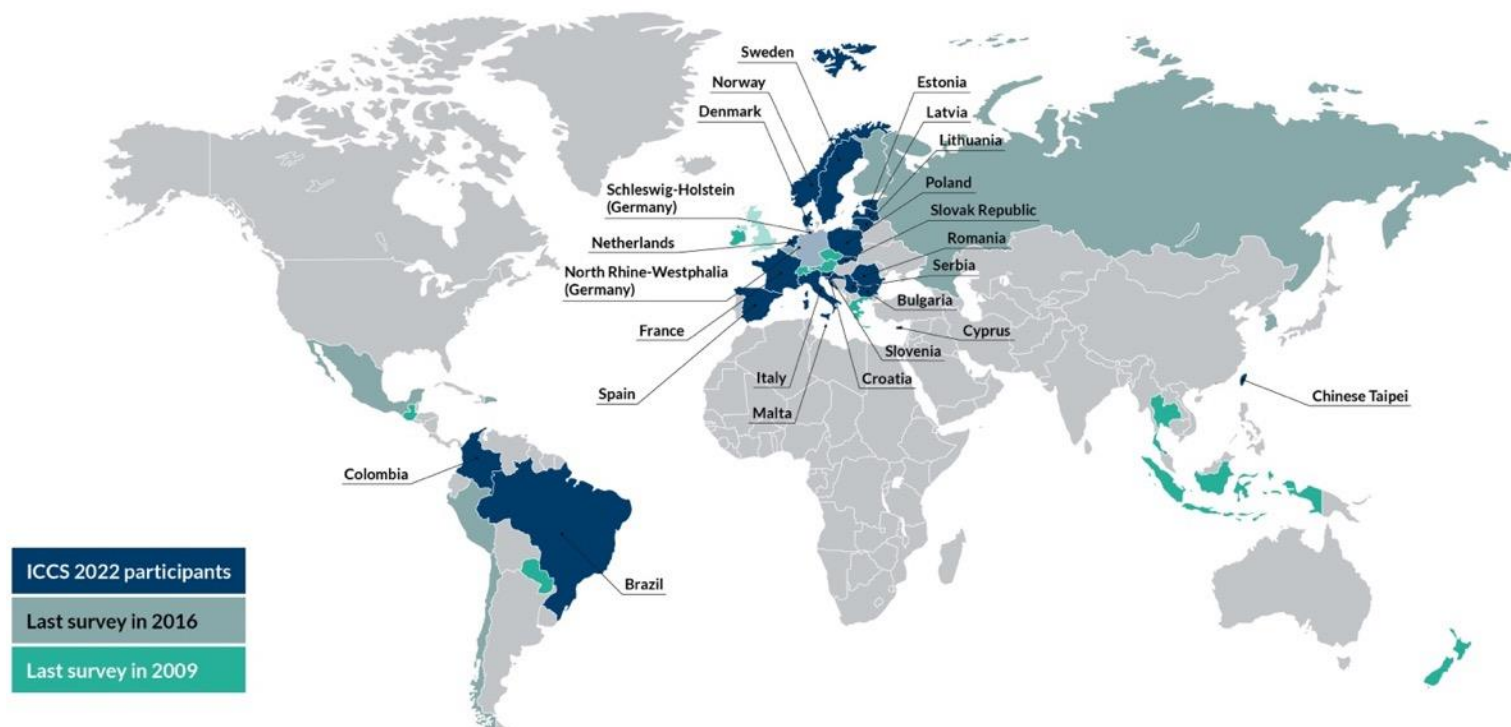 Sweden
Norway
Denmark
Estonia
Latvia
Lithuania
Poland
Schleswig-Holstein
(Germany)
Slovak Republic
Netherlands
Romania
North Rhine-Westphalia
(Germany)
Serbia
Bulgaria
France
Cyprus
Slovenia
Spain
Italy
Croatia
Malta
Chinese Taipei
Colombia
Brazil
ICCS 2022 participants
Last survey in 2016
Last survey in 2009